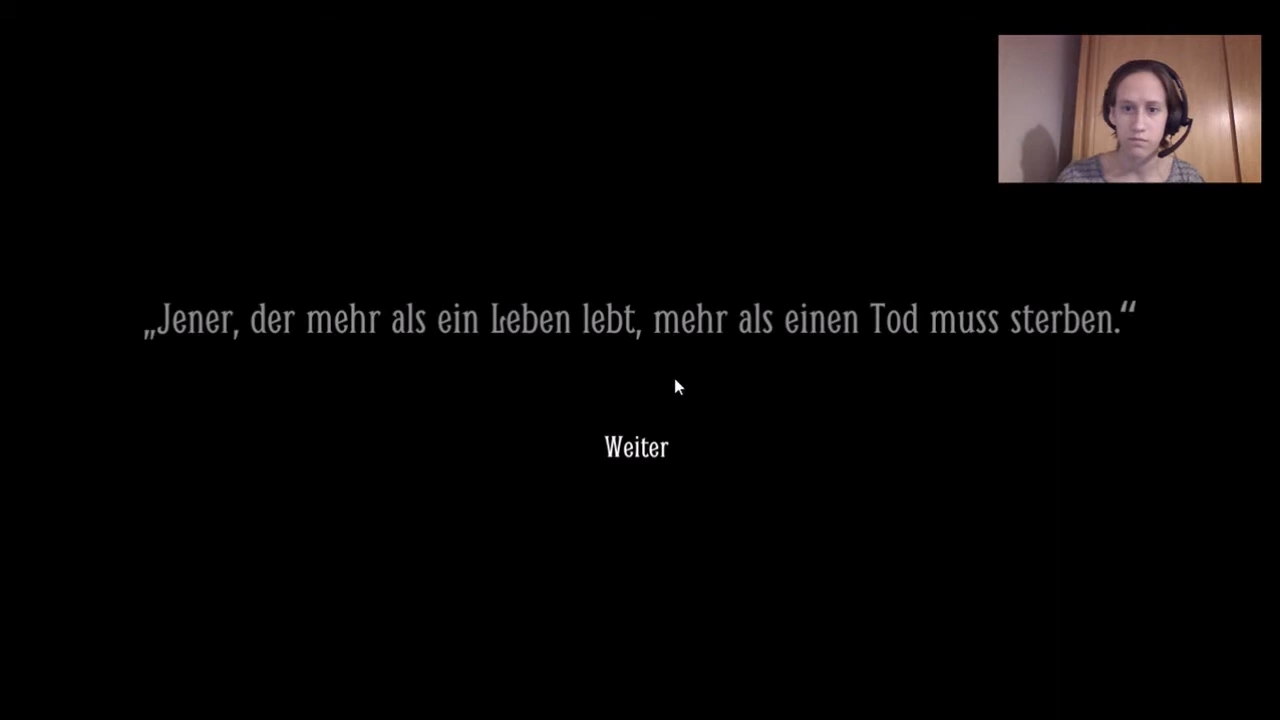 „Jener, der mehr als ein Leben lebt, mehr als einen Tod muss sterben.“
Weiter